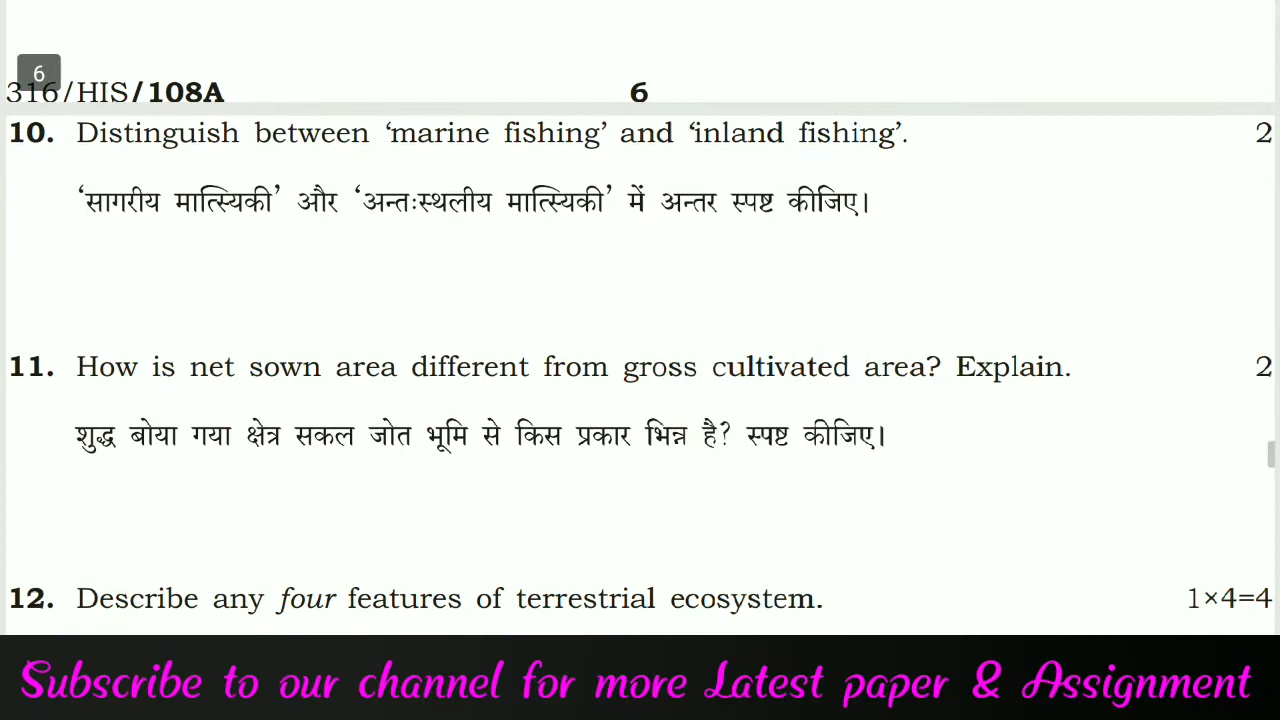 6
316/HIS/108A 6
10. Distinguish between ‘marine fishing’ and ‘inland fishing’. 2
‘सागरीय मात्स्यिकी’ और ‘अन्तःस्थलीय मात्स्यिकी’ में अन्तर स्पष्ट कीजिए।
11. How is net sown area different from gross cultivated area? Explain. 2
शुद्ध बोया गया क्षेत्र सकल जोत भूमि से किस प्रकार भिन्न है? स्पष्ट कीजिए।
12. Describe any four features of terrestrial ecosystem. 1×4=4
Subscribe to our channel for more Latest paper & Assignment